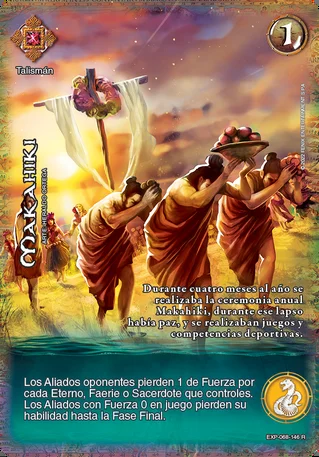 1
Talismán
MAKAHIKI
Durante cuatro meses al año se
realizaba la ceremonia anual
Makahiki, durante ese lapso
había paz, y se realizaban juegos y
competencias deportivas.
Los Aliados oponentes pierden 1 de Fuerza por
cada Eterno, Faerie o Sacerdote que controles.
Los Aliados con Fuerza 0 en juego pierden su
habilidad hasta la Fase Final.
EXP-068-146 R